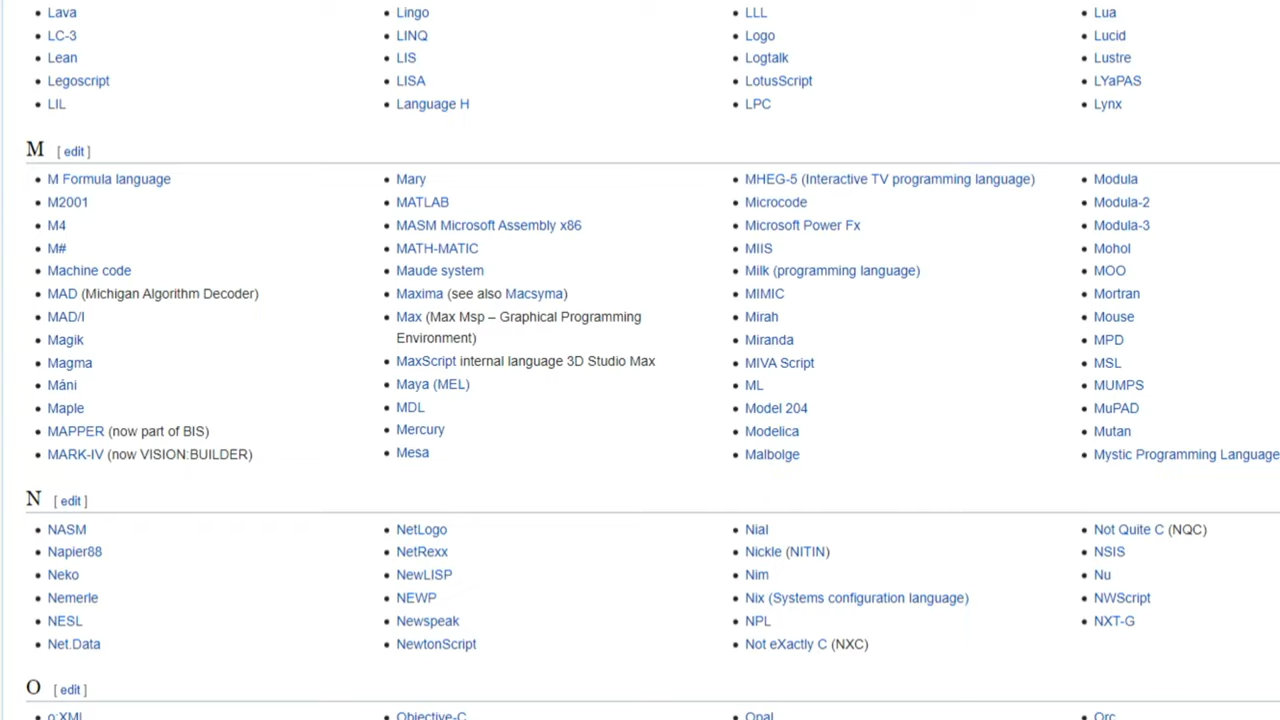 Lava
LC-3
Lean
Legoscript
LIL
Lingo
LINQ
LIS
LISA
Language H
LLL
Logo
Logtalk
LotusScript
LPC
Lua
Lucid
Lustre
LYaPAS
Lynx
M [ edit ]
M Formula language
M2001
M4
M#
Machine code
MAD (Michigan Algorithm Decoder)
MAD/I
Magik
Magma
Máni
Maple
MAPPER (now part of BIS)
MARK-IV (now VISION:BUILDER)
Mary
MATLAB
MASM Microsoft Assembly x86
MATH-MATIC
Maude system
Maxima (see also Macsyma)
Max (Max Msp – Graphical Programming
Environment)
MaxScript internal language 3D Studio Max
Maya (MEL)
MDL
Mercury
Mesa
MHEG-5 (Interactive TV programming language)
Microcode
Microsoft Power Fx
MIIS
Milk (programming language)
MIMIC
Mirah
Miranda
MIVA Script
ML
Model 204
Modelica
Malbolge
Modula
Modula-2
Modula-3
Mohol
MOO
Mortran
Mouse
MPD
MSL
MUMPS
MuPAD
Mutan
Mystic Programming Language
N [ edit ]
NASM
Napier88
Neko
Nemerle
NESL
Net.Data
NetLogo
NetRexx
NewLISP
NEWP
Newspeak
NewtonScript
Nial
Nickle (NITIN)
Nim
Nix (Systems configuration language)
NPL
Not eXactly C (NXC)
Not Quite C (NQC)
NSIS
Nu
NWScript
NXT-G
O [ edit ]
o:XML
Objective-C
Opal
Orc